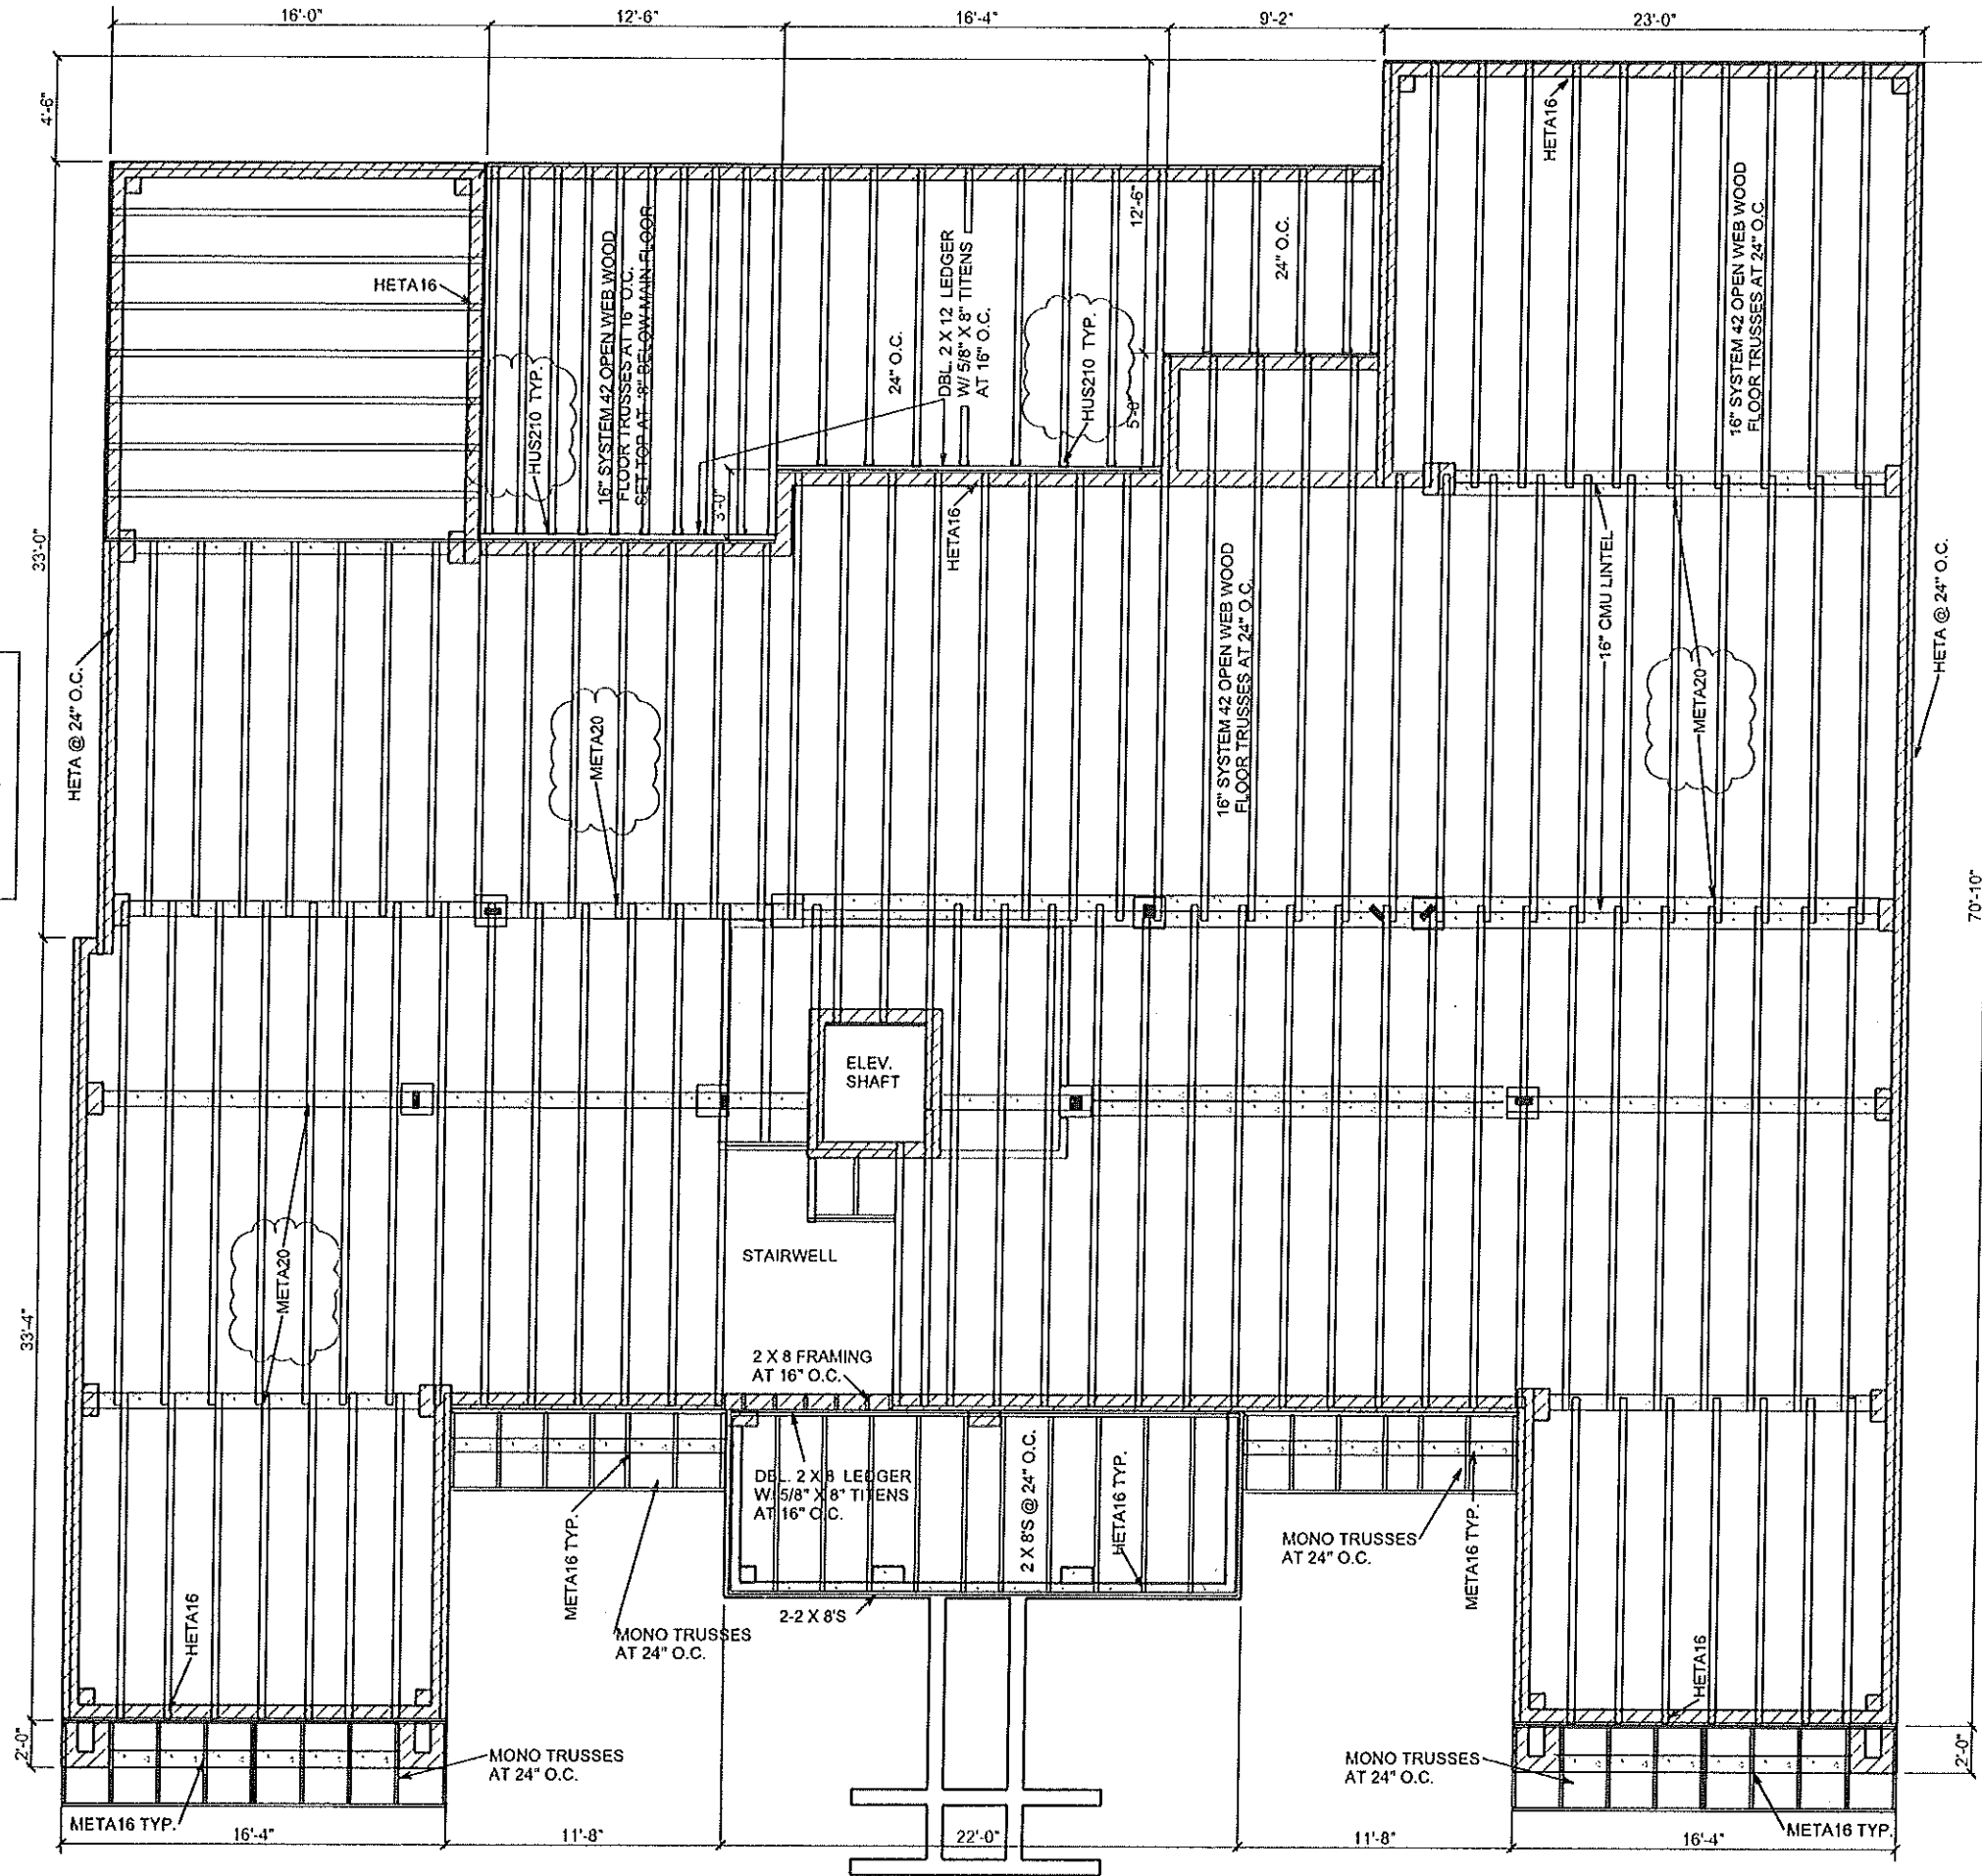 16'-0"
12'-6"
16'-4"
9'-2"
23'-0"
4'-6"
HETA16
16" SYSTEM 42 OPEN WEB WOOD
FLOOR TRUSSES AT 24" O.C.
12'-6"
24" O.C.
HETA16
16" SYSTEM 42 OPEN WEB WOOD
FLOOR TRUSSES AT 16" O.C.
SET TOP AT BELOW MAIN FLOOR
HUS210 TYP.
24" O.C.
DBL. 2 X 12 LEDGER
W/ 5/8" X 8" TITENS
AT 16" O.C.
HUS210 TYP.
5'-0"
3'-0"
33'-0"
HETA16
16" SYSTEM 42 OPEN WEB WOOD
FLOOR TRUSSES AT 24" O.C.
16" CMU LINTEL
HETA @ 24" O.C.
META20
META20
HETA @ 24" O.C.
70'-10"
ELEV.
SHAFT
META20
STAIRWELL
33'-4"
2 X 8 FRAMING
AT 16" O.C.
DBL. 2 X 8 LEDGER
W/ 5/8" X 8" TITENS
AT 16" O.C.
2 X 8'S @ 24" O.C.
HETA16 TYP.
META16 TYP.
MONO TRUSSES
AT 24" O.C.
META16 TYP.
2-2 X 8'S
MONO TRUSSES
AT 24" O.C.
HETA16
HETA16
2'-0"
MONO TRUSSES
AT 24" O.C.
MONO TRUSSES
AT 24" O.C.
2'-0"
META16 TYP.
META16 TYP.
16'-4"
11'-8"
22'-0"
11'-8"
16'-4"